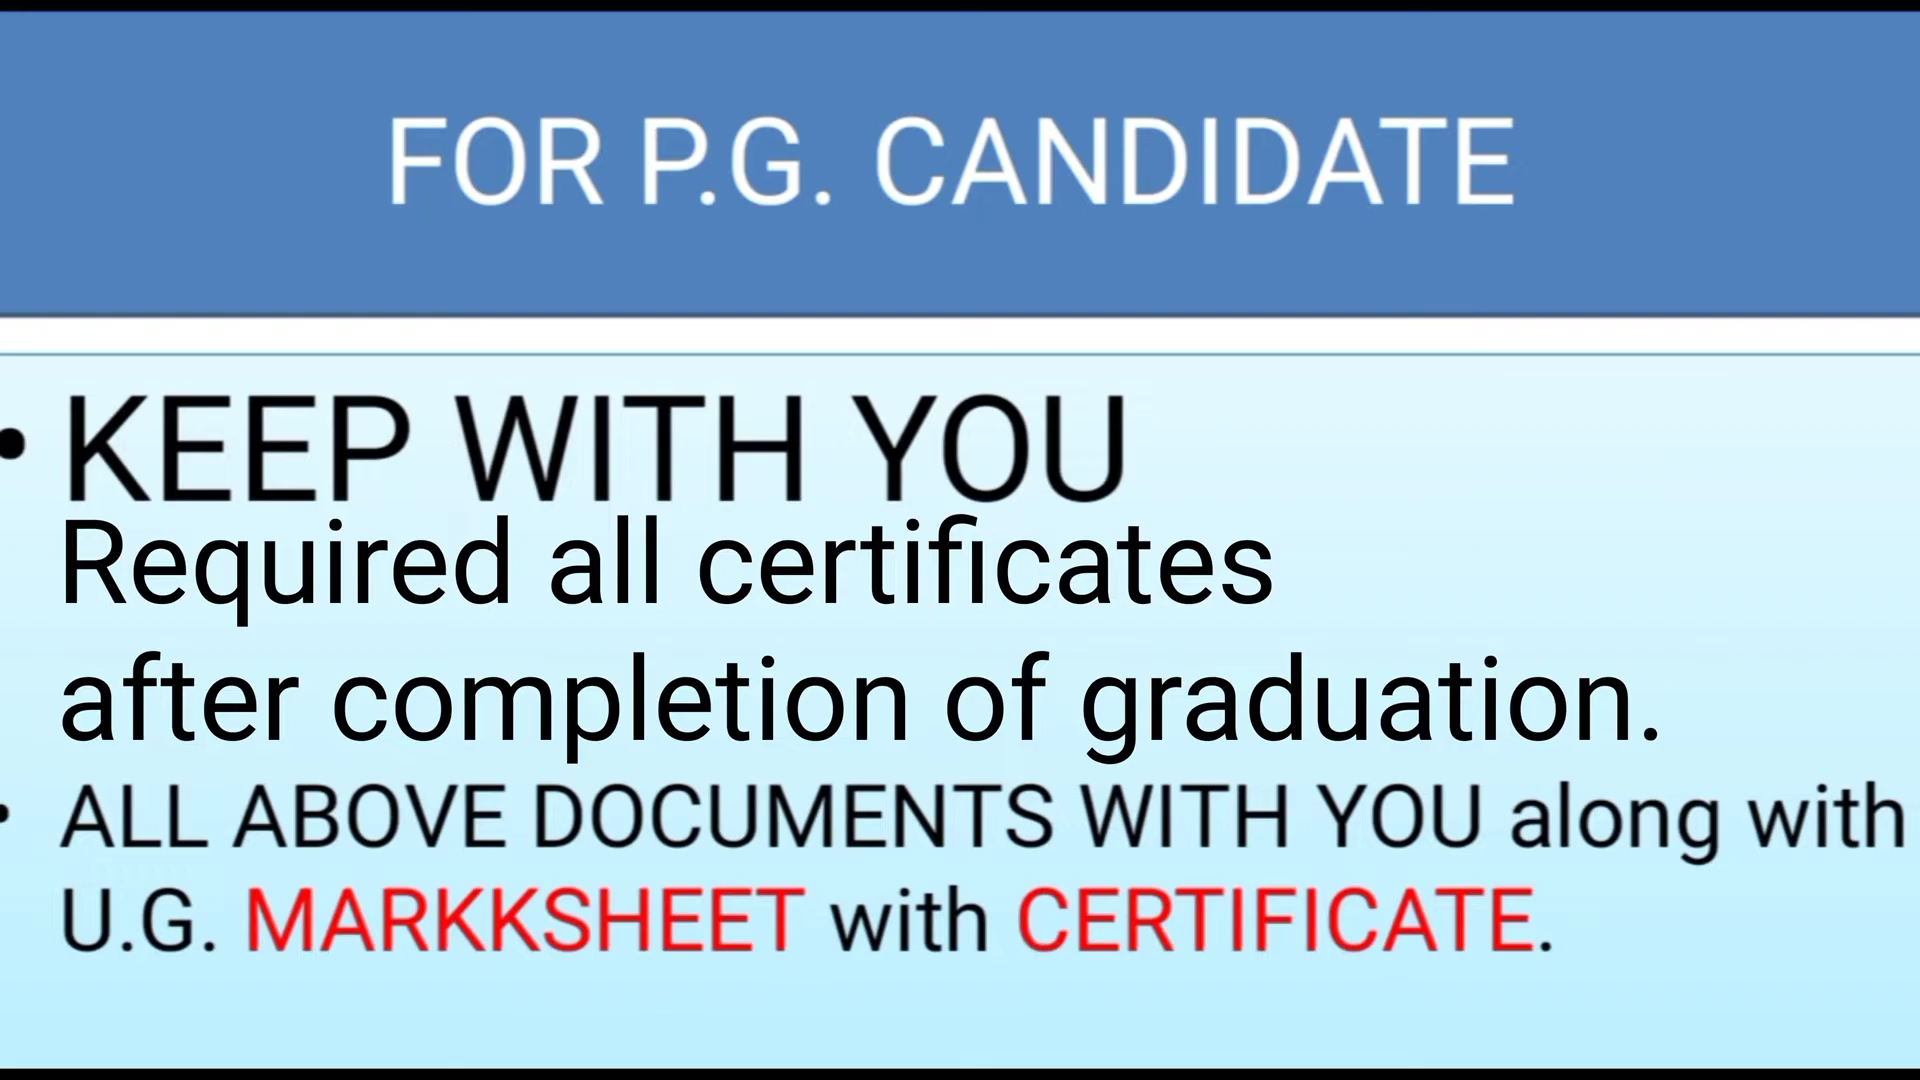 FOR P.G. CANDIDATE
• KEEP WITH YOU
Required all certificates
after completion of graduation.
• ALL ABOVE DOCUMENTS WITH YOU along with
U.G. MARKKSHEET with CERTIFICATE.